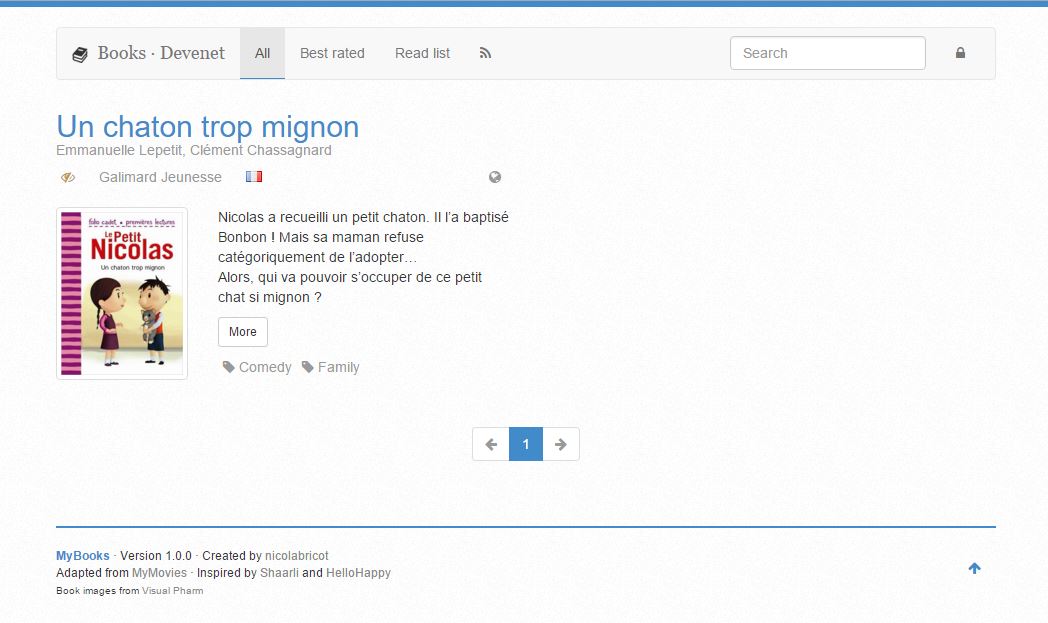 Books · Devenet All Best rated Read list Search
Un chaton trop mignon
Emmanuelle Lepetit, Clément Chassagnard
Galimard Jeunesse
folio cadet • premières lectures
Le Petit
Nicolas
Un chaton trop mignon
Nicolas a recueilli un petit chaton. Il l’a baptisé
Bonbon ! Mais sa maman refuse
catégoriquement de l’adopter…
Alors, qui va pouvoir s’occuper de ce petit
chat si mignon ?
More
Comedy Family
1
MyBooks · Version 1.0.0 · Created by nicolabricot
Adapted from MyMovies · Inspired by Shaarli and HelloHappy
Book images from Visual Pharm